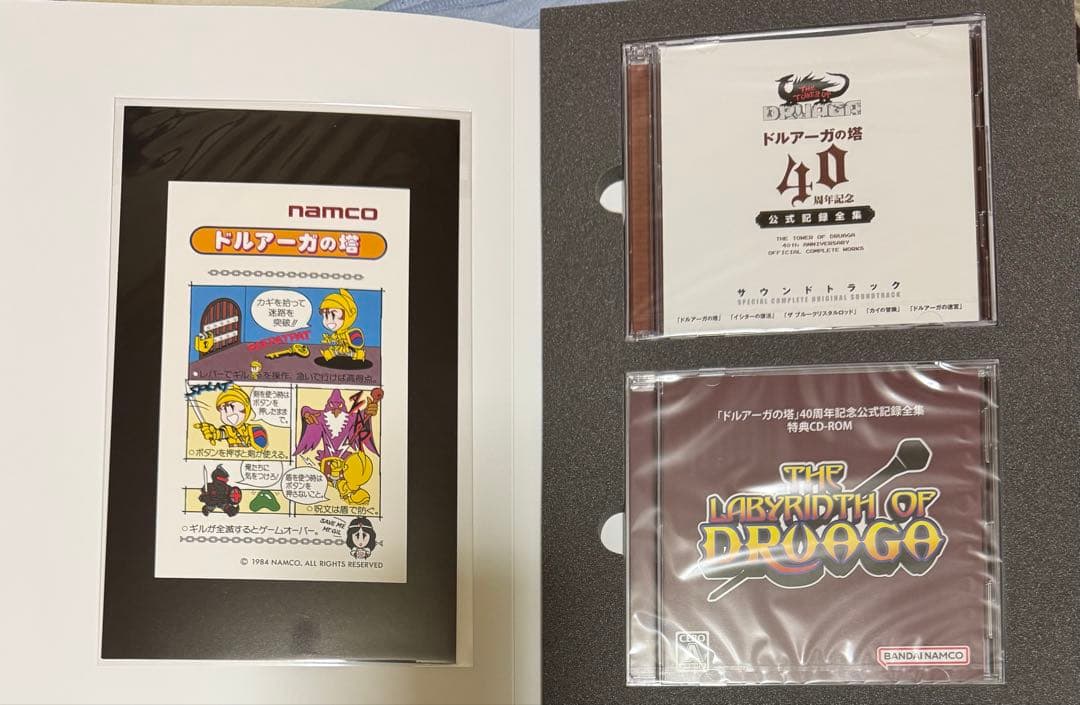 namco
ドルアーガの塔
カギを拾って
迷路を
突破!!
○レバーでギルを操作。急いで行けば高得点。
SPLAT
剣を使う時は
ボタンを
押したまま
で。
ZAP
○ボタンを押すと剣が使える。
俺たちに
気をつけろ!
盾を使う時は
ボタンを
押さないこと。
○呪文は盾で防ぐ。
SAVE ME
MR.GIL
○ギルが全滅するとゲームオーバー。
© 1984 NAMCO, ALL RIGHTS RESERVED
THE
TOWER OF
DRUAGA
ドルアーガの塔
40
周年記念
公式記録全集
THE TOWER OF DRUAGA
40th ANNIVERSARY
OFFICIAL COMPLETE WORKS
サウンドトラック
SPECIAL COMPLETE ORIGINAL SOUNDTRACK
「ドルアーガの塔」 「イシターの復活」 「ザ ブルークリスタルロッド」 「カイの冒険」 「ドルアーガの迷宮」
「ドルアーガの塔」40周年記念公式記録全集
特典CD-ROM
THE
LABYRINTH OF
DRUAGA
CERO
A
BANDAI NAMCO